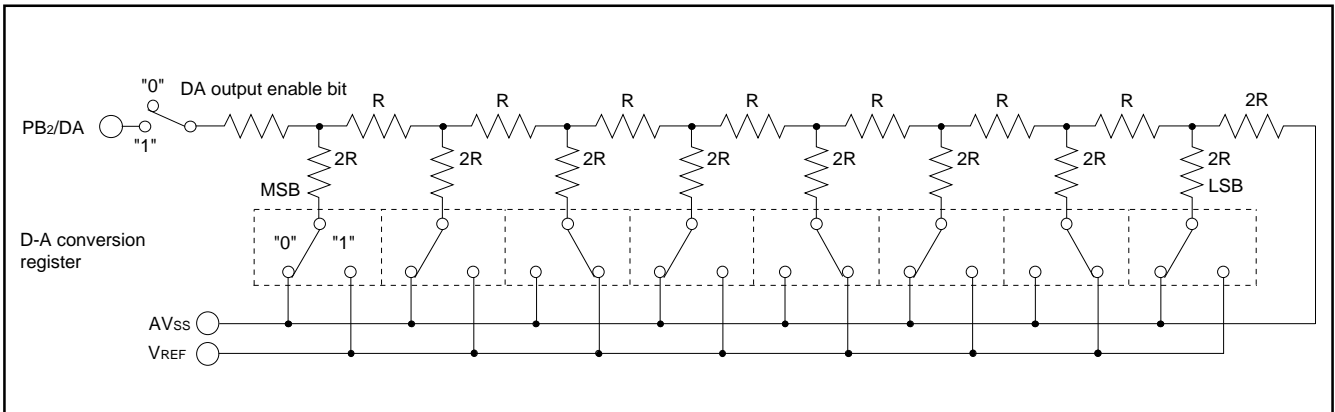 "0" DA output enable bit
R R R R R R R 2R
PB2/DA
"1"
2R 2R 2R 2R 2R 2R 2R 2R
MSB LSB
D-A conversion
register
"0" "1"
AVSS
VREF